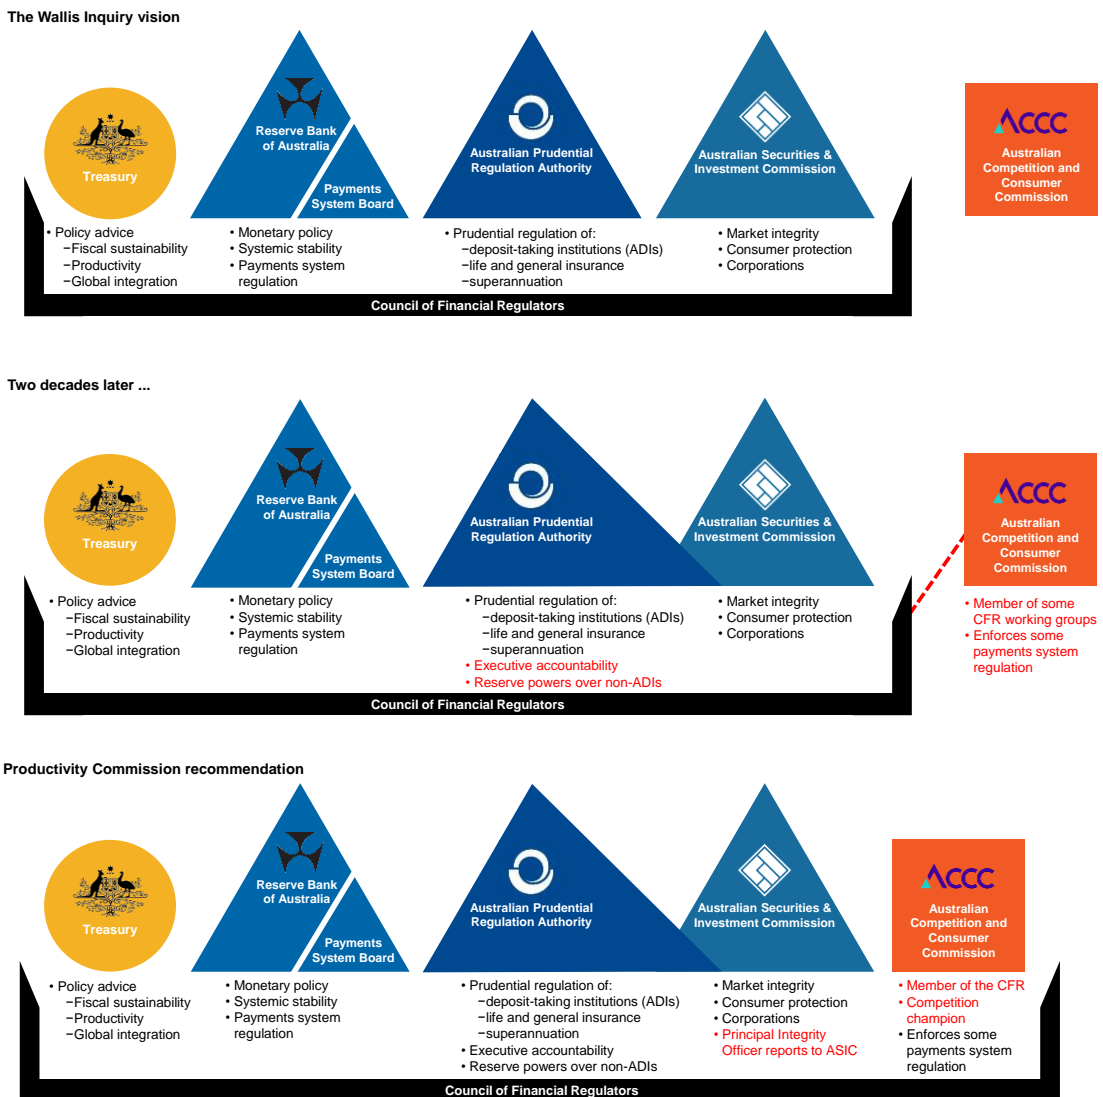 The Wallis Inquiry vision
Treasury
Reserve Bank
of Australia
Payments
System Board
Australian Prudential
Regulation Authority
Australian Securities &
Investment Commission
ACCC
Australian
Competition and
Consumer
Commission
• Policy advice
−Fiscal sustainability
−Productivity
−Global integration
• Monetary policy
• Systemic stability
• Payments system
regulation
• Prudential regulation of:
−deposit-taking institutions (ADIs)
−life and general insurance
−superannuation
• Market integrity
• Consumer protection
• Corporations
Council of Financial Regulators
Two decades later ...
Treasury
Reserve Bank
of Australia
Payments
System Board
Australian Prudential
Regulation Authority
Australian Securities &
Investment Commission
ACCC
Australian
Competition and
Consumer
Commission
• Policy advice
−Fiscal sustainability
−Productivity
−Global integration
• Monetary policy
• Systemic stability
• Payments system
regulation
• Prudential regulation of:
−deposit-taking institutions (ADIs)
−life and general insurance
−superannuation
• Executive accountability
• Reserve powers over non-ADIs
• Market integrity
• Consumer protection
• Corporations
• Member of some
CFR working groups
• Enforces some
payments system
regulation
Council of Financial Regulators
Productivity Commission recommendation
Treasury
Reserve Bank
of Australia
Payments
System Board
Australian Prudential
Regulation Authority
Australian Securities &
Investment Commission
ACCC
Australian
Competition and
Consumer
Commission
• Policy advice
−Fiscal sustainability
−Productivity
−Global integration
• Monetary policy
• Systemic stability
• Payments system
regulation
• Prudential regulation of:
−deposit-taking institutions (ADIs)
−life and general insurance
−superannuation
• Executive accountability
• Reserve powers over non-ADIs
• Market integrity
• Consumer protection
• Corporations
• Principal Integrity
Officer reports to ASIC
• Member of the CFR
• Competition
champion
• Enforces some
payments system
regulation
Council of Financial Regulators